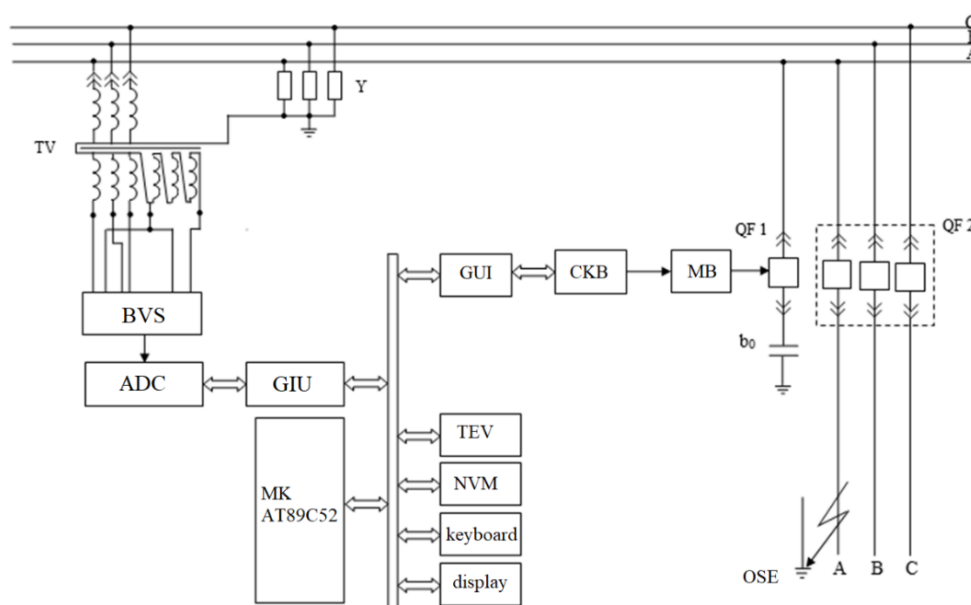 C
A
Y
TV
QF 1
QF 2
GUI
CKB
MB
BVS
b₀
ADC
GIU
TEV
MK
AT89C52
NVM
keyboard
display
OSE
A B C